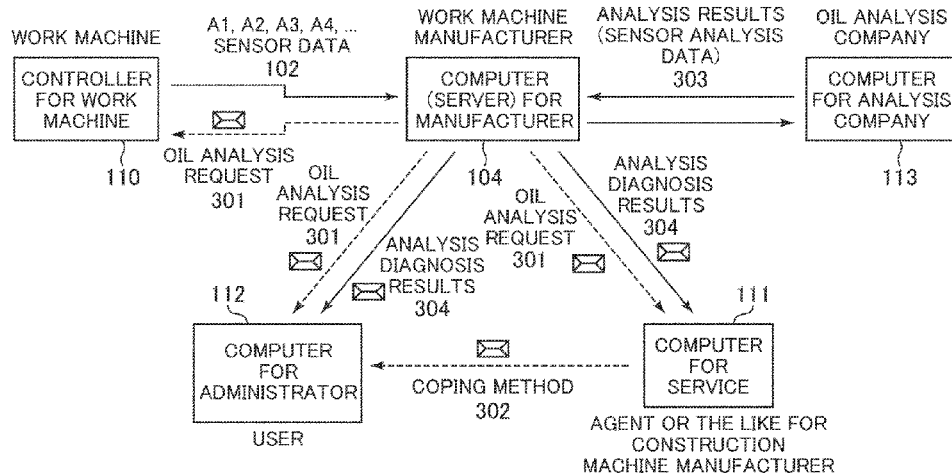 WORK MACHINE
CONTROLLER
FOR WORK
MACHINE
110
A1, A2, A3, A4, ...
SENSOR DATA
102
OIL ANALYSIS
REQUEST
301
WORK MACHINE
MANUFACTURER
COMPUTER
(SERVER) FOR
MANUFACTURER
104
ANALYSIS RESULTS
(SENSOR ANALYSIS
DATA)
303
OIL ANALYSIS
COMPANY
COMPUTER
FOR ANALYSIS
COMPANY
113
OIL
ANALYSIS
REQUEST
301
ANALYSIS
DIAGNOSIS
RESULTS
304
OIL
ANALYSIS
REQUEST
301
ANALYSIS
DIAGNOSIS
RESULTS
304
112
COMPUTER
FOR
ADMINISTRATOR
USER
COPING METHOD
302
111
COMPUTER
FOR
SERVICE
AGENT OR THE LIKE FOR
CONSTRUCTION
MACHINE MANUFACTURER